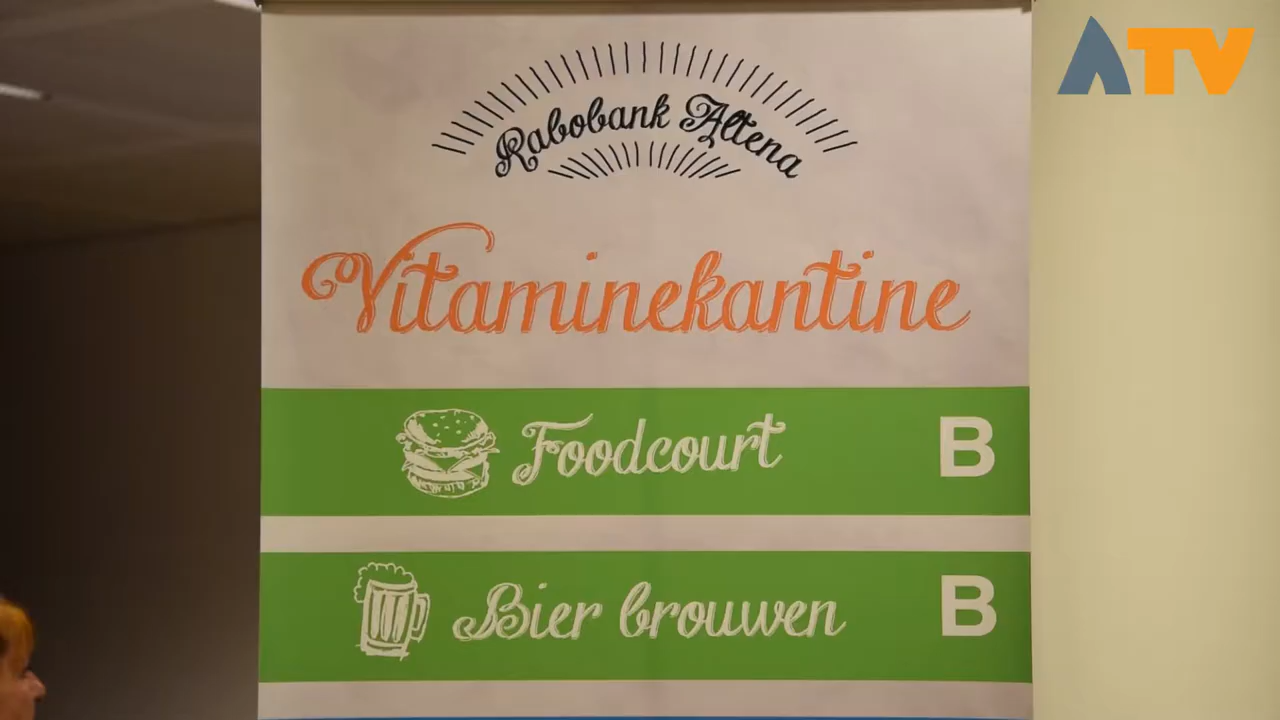 ATV
Rabobank Altena
Vitaminekantine
Foodcourt B
Bier brouwen B